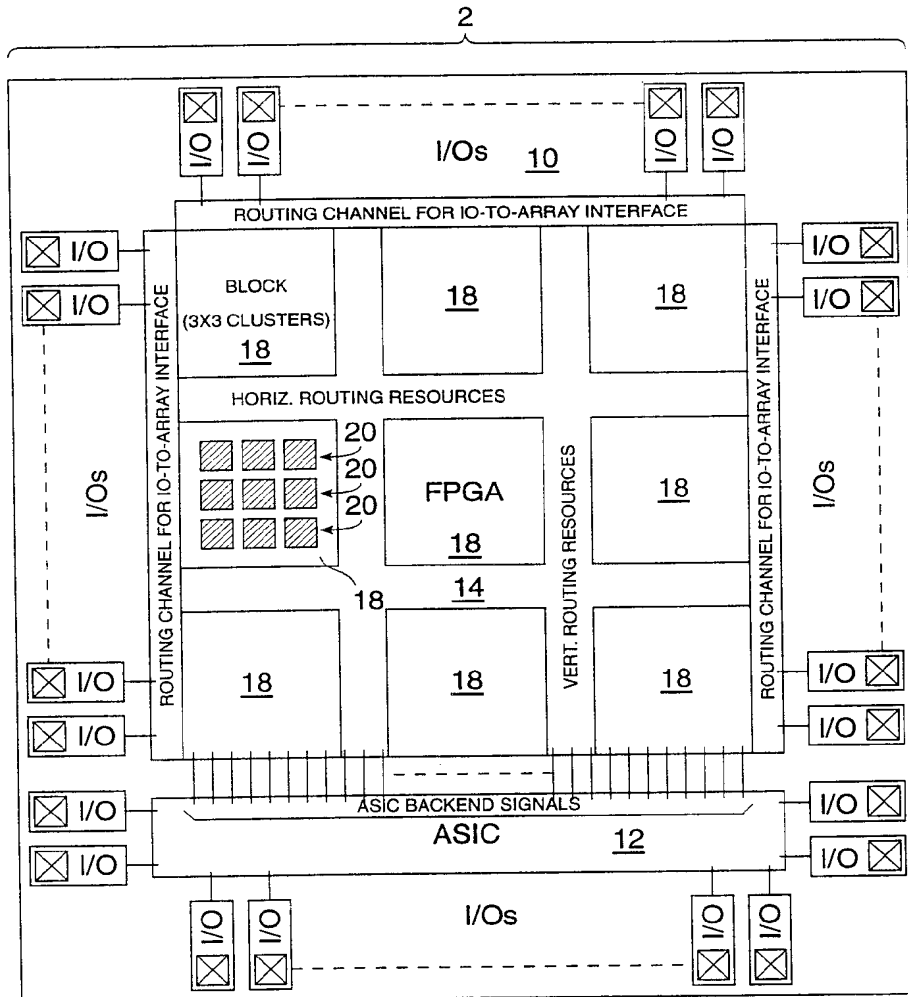 2
I/O I/O I/O I/O
I/Os 10
ROUTING CHANNEL FOR IO-TO-ARRAY INTERFACE
I/O
I/O
I/Os
I/O
I/O
ROUTING CHANNEL FOR IO-TO-ARRAY INTERFACE
BLOCK
(3X3 CLUSTERS)
18
18
18
HORIZ. ROUTING RESOURCES
20
20
20
18
FPGA
18
18
14
VERT. ROUTING RESOURCES
18
18
18
ROUTING CHANNEL FOR IO-TO-ARRAY INTERFACE
I/O
I/O
I/Os
I/O
I/O
ASIC BACKEND SIGNALS
ASIC 12
I/O
I/O
I/O
I/O
I/O I/O I/O I/O
I/Os